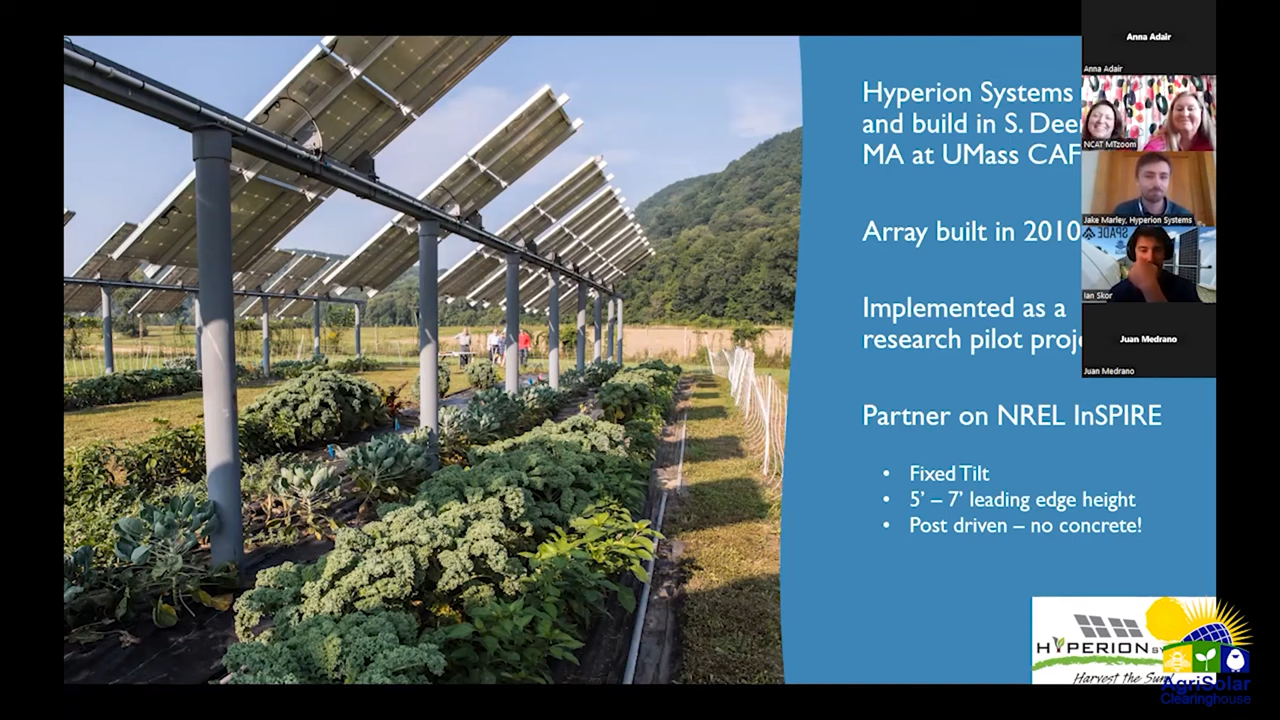 Hyperion Systems
and build in S. Dee
MA at UMass CAF
Array built in 2010
Implemented as a
research pilot proj
Partner on NREL InSPIRE
• Fixed Tilt
• 5' – 7' leading edge height
• Post driven – no concrete!
Anna Adair
Anna Adair
NCAT MTzoom
Jake Marley, Hyperion Systems
SPADE
Ian Skor
Juan Medrano
Juan Medrano
HYPERION
Harvest the Sun
AgriSolar
Clearinghouse